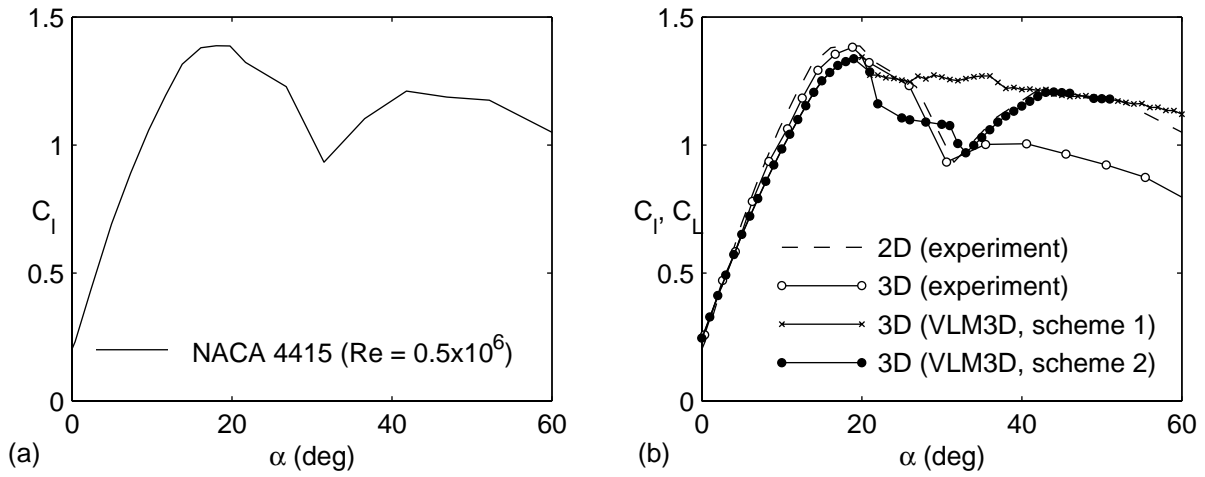 1.5
1
C_l
0.5
0
0
20
40
60
α (deg)
NACA 4415 (Re = 0.5x10^6)
(a)
1.5
1
C_l, C_L
0.5
0
0
20
40
60
α (deg)
2D (experiment)
3D (experiment)
3D (VLM3D, scheme 1)
3D (VLM3D, scheme 2)
(b)